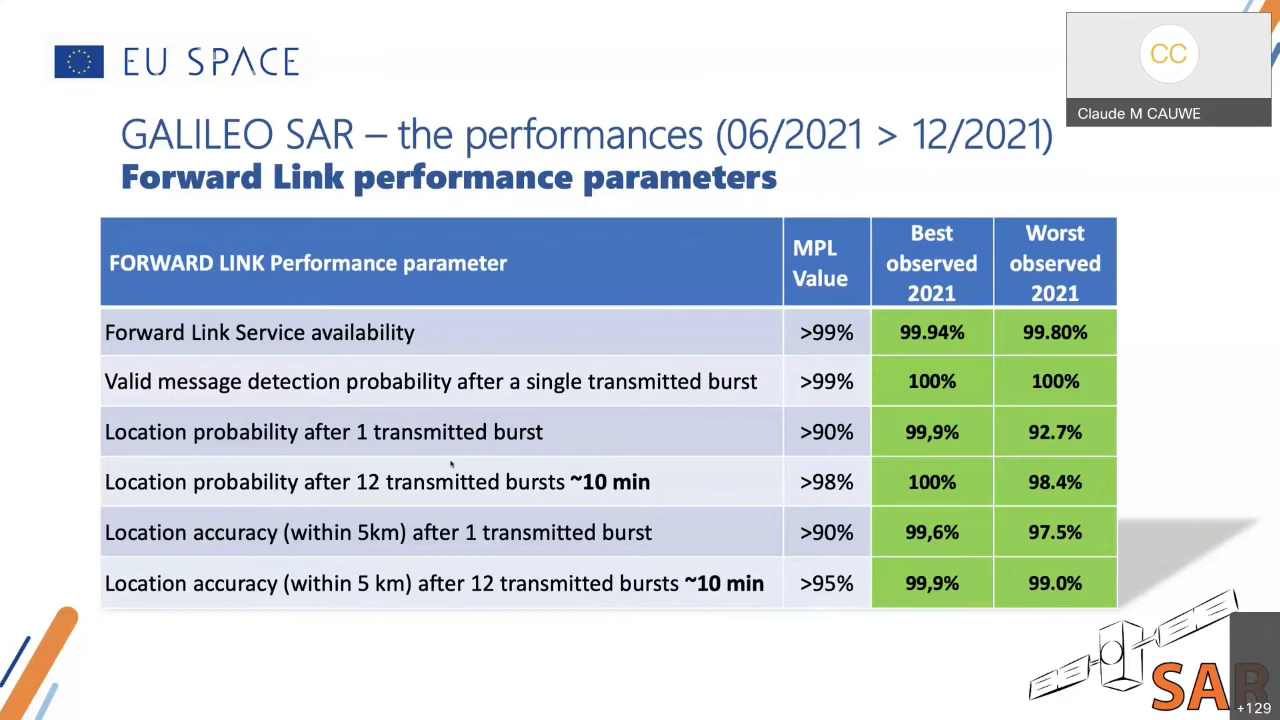 EU SPACE
CC
Claude M CAUWE
GALILEO SAR – the performances (06/2021 > 12/2021)
Forward Link performance parameters
FORWARD LINK Performance parameter
MPL
Value
Best
observed
2021
Worst
observed
2021
Forward Link Service availability >99% 99.94% 99.80%
Valid message detection probability after a single transmitted burst >99% 100% 100%
Location probability after 1 transmitted burst >90% 99,9% 92.7%
Location probability after 12 transmitted bursts ~10 min >98% 100% 98.4%
Location accuracy (within 5km) after 1 transmitted burst >90% 99,6% 97.5%
Location accuracy (within 5 km) after 12 transmitted bursts ~10 min >95% 99,9% 99.0%
SAR
+129